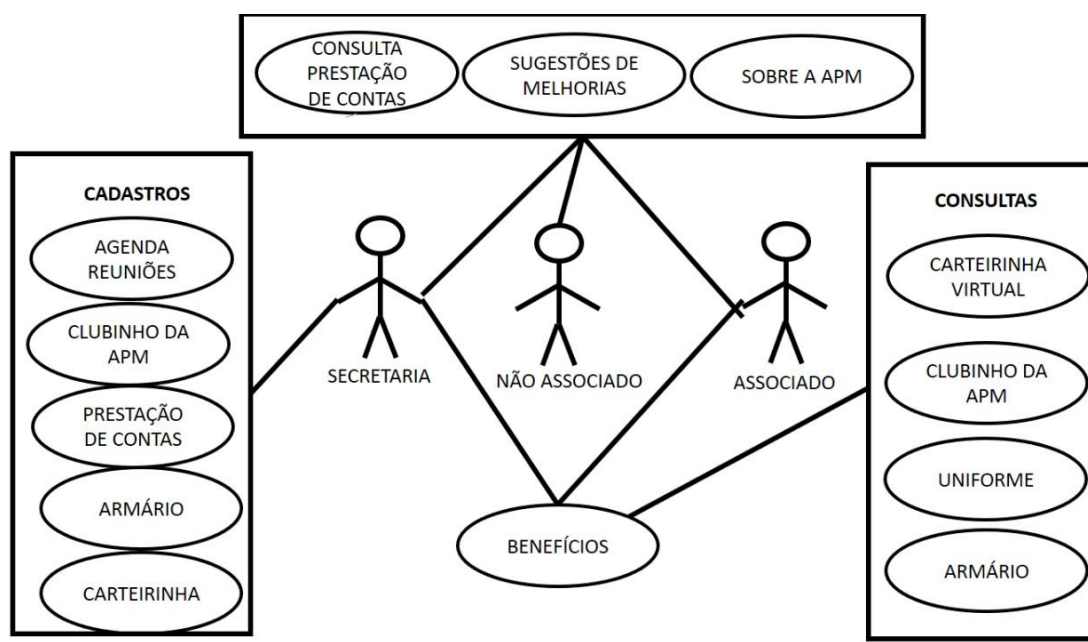 CONSULTA
PRESTAÇÃO
DE CONTAS
SUGESTÕES DE
MELHORIAS
SOBRE A APM
CADASTROS
AGENDA
REUNIÕES
CLUBINHO DA
APM
PRESTAÇÃO
DE CONTAS
ARMÁRIO
CARTEIRINHA
SECRETARIA
NÃO ASSOCIADO
ASSOCIADO
BENEFÍCIOS
CONSULTAS
CARTEIRINHA
VIRTUAL
CLUBINHO DA
APM
UNIFORME
ARMÁRIO